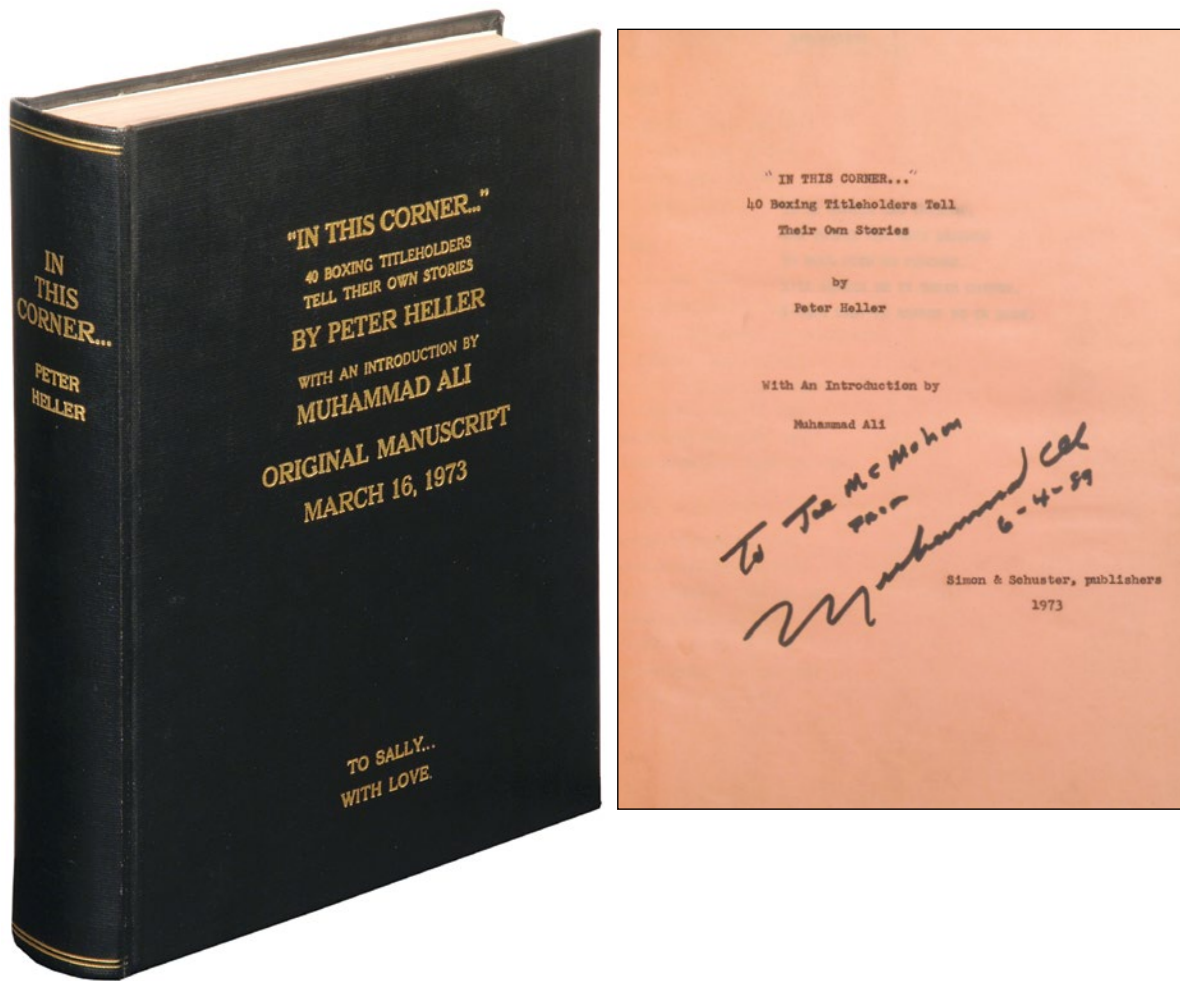 IN
THIS
CORNER...
PETER
HELLER
"IN THIS CORNER..."
40 BOXING TITLEHOLDERS
TELL THEIR OWN STORIES
BY PETER HELLER
WITH AN INTRODUCTION BY
MUHAMMAD ALI
ORIGINAL MANUSCRIPT
MARCH 16, 1973
TO SALLY...
WITH LOVE.
"IN THIS CORNER..."
40 Boxing Titleholders Tell
Their Own Stories
by
Peter Heller
With An Introduction by
Muhammad Ali
To Joe McMahon
From
Muhammad Ali
6-4-89
Simon & Schuster, publishers
1973